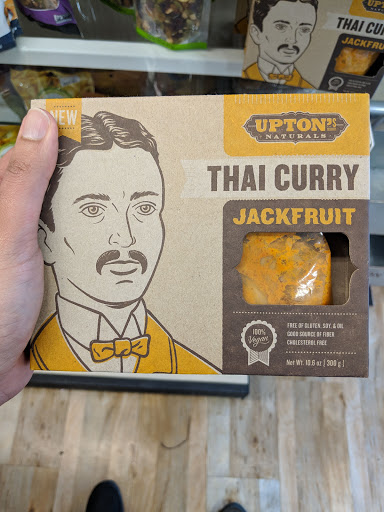 THAI CU
JACKFRUIT
NEW
UPTON'S
NATURALS
THAI CURRY
JACKFRUIT
100%
Vegan
FREE OF GLUTEN, SOY, & OIL
GOOD SOURCE OF FIBER
CHOLESTEROL FREE
Net Wt. 10.6 oz [ 300 g ]